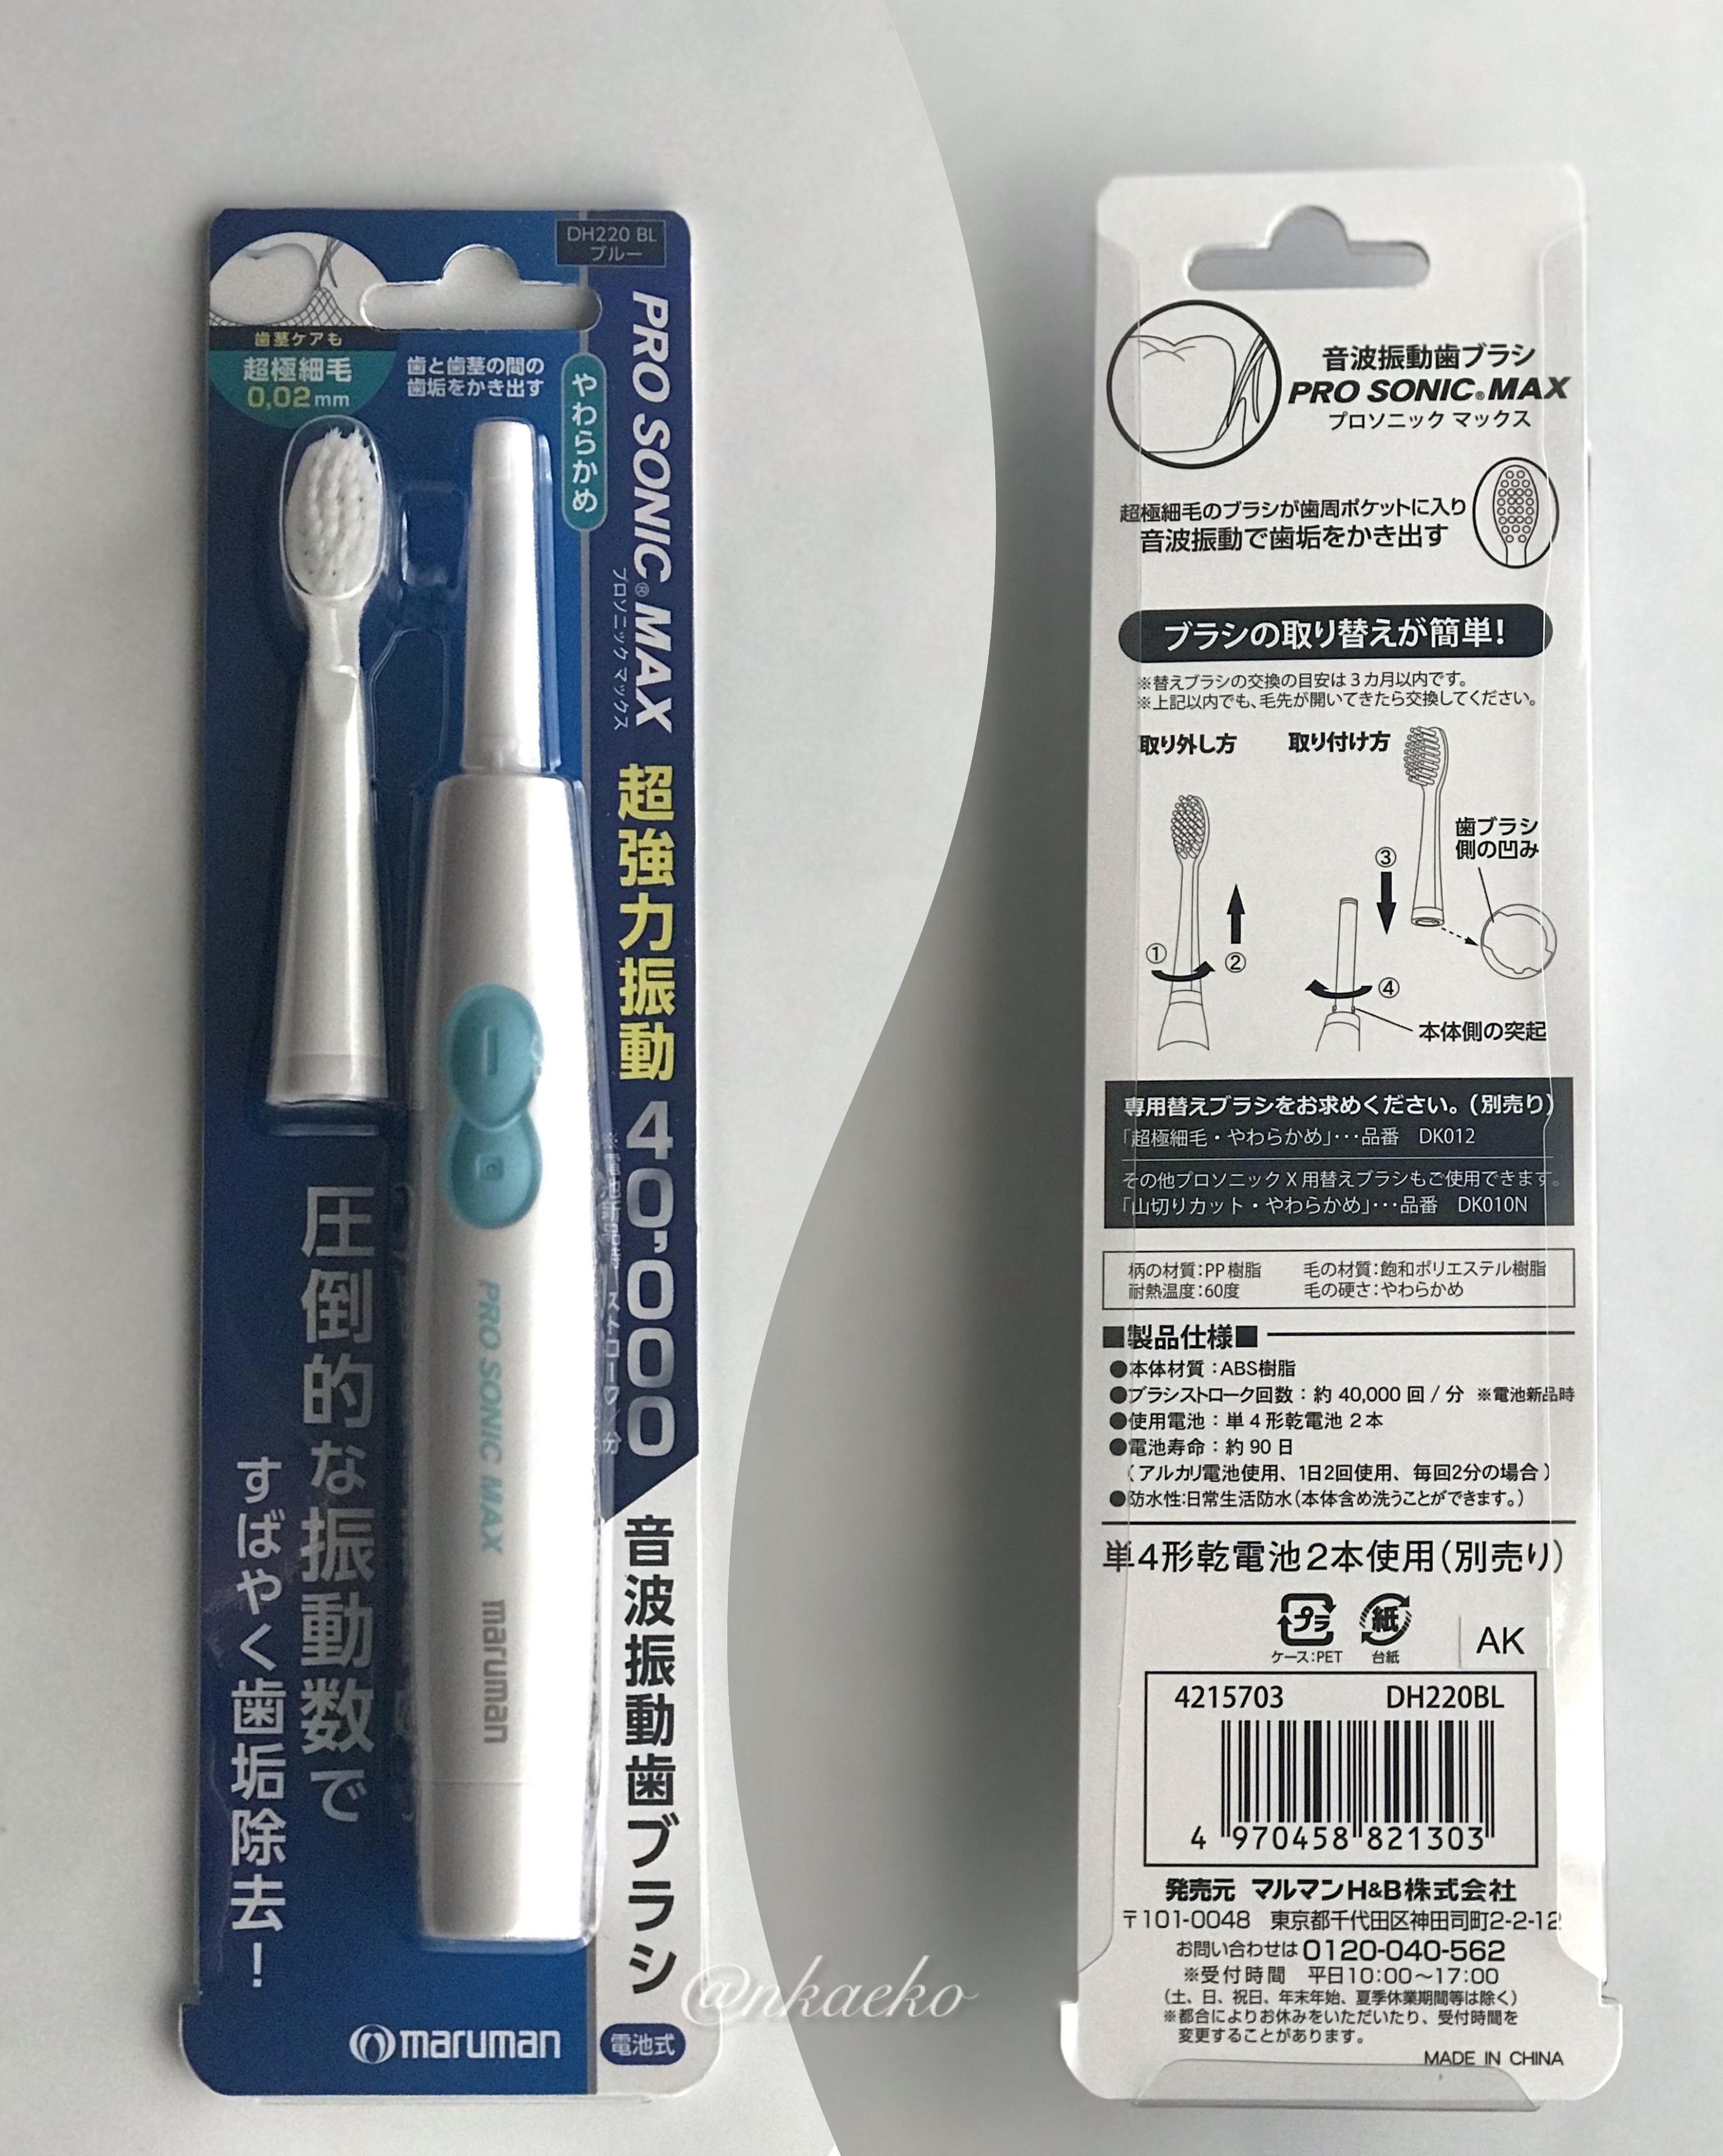 DH220 BL
ブルー
歯茎ケアも
超極細毛
0,02mm
歯と歯茎の間の
歯垢をかき出す
やわらかめ
PRO SONIC® MAX
プロソニック マックス
超強力振動 40,000
※電池新品時 ストローク/分
音波振動歯ブラシ
圧倒的な振動数で
すばやく歯垢除去!
PRO SONIC MAX maruman
maruman
電池式
@nkaeko
音波振動歯ブラシ
PRO SONIC® MAX
プロソニック マックス
超極細毛のブラシが歯周ポケットに入り
音波振動で歯垢をかき出す
ブラシの取り替えが簡単!
※替えブラシの交換の目安は3カ月以内です。
※上記以内でも、毛先が開いてきたら交換してください。
取り外し方 取り付け方
歯ブラシ
側の凹み
③
① ②
④
本体側の突起
専用替えブラシをお求めください。(別売り)
「超極細毛・やわらかめ」･･･品番 DK012
その他プロソニックX用替えブラシもご使用できます。
「山切りカット・やわらかめ」･･･品番 DK010N
柄の材質:PP樹脂 毛の材質:飽和ポリエステル樹脂
耐熱温度:60度 毛の硬さ:やわらかめ
■製品仕様■
●本体材質:ABS樹脂
●ブラシストローク回数:約 40,000 回 / 分 ※電池新品時
●使用電池:単4形乾電池 2本
●電池寿命:約 90 日
(アルカリ電池使用、1日2回使用、毎回2分の場合)
●防水性:日常生活防水(本体含め洗うことができます。)
単4形乾電池2本使用(別売り)
プラ 紙
ケース:PET 台紙
AK
4215703 DH220BL
4 970458 821303
発売元 マルマンH&B株式会社
〒101-0048 東京都千代田区神田司町2-2-12
お問い合わせは 0120-040-562
※受付時間 平日10:00～17:00
(土、日、祝日、年末年始、夏季休業期間等は除く)
※都合によりお休みをいただいたり、受付時間を
変更することがあります。
MADE IN CHINA